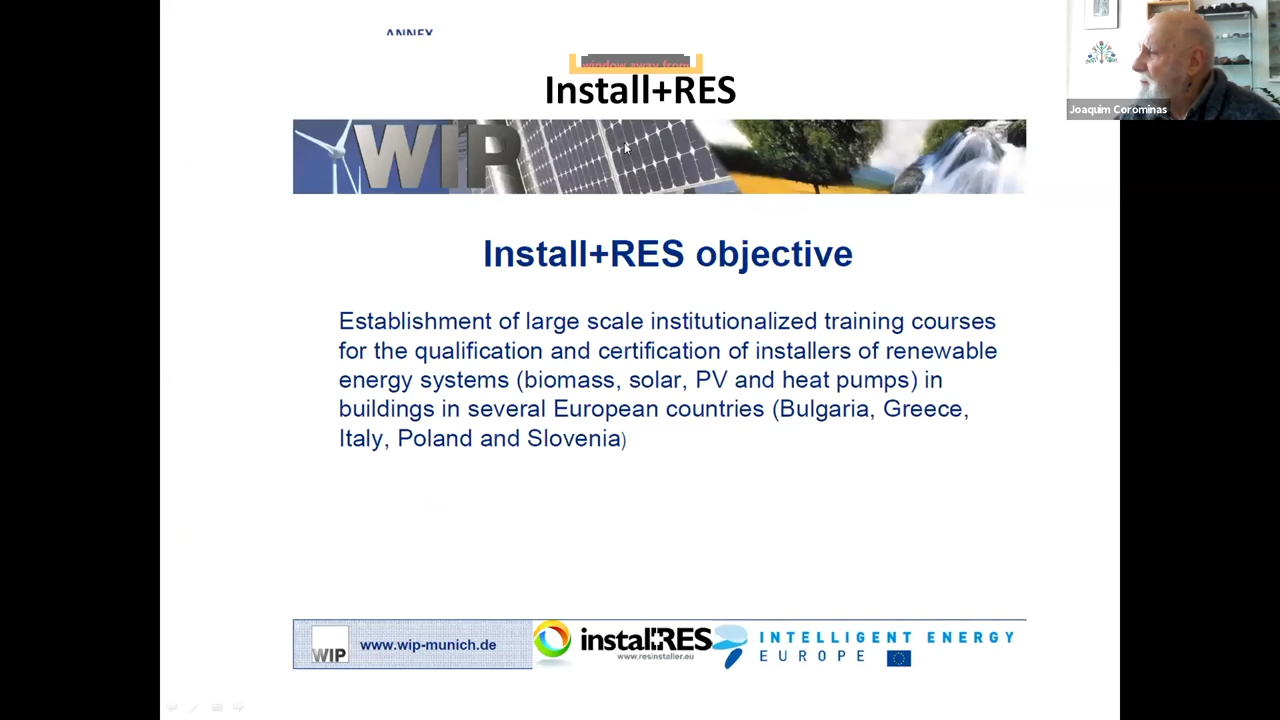 ANNEX
window away from
Install+RES
Joaquim Corominas
WIP
Install+RES objective
Establishment of large scale institutionalized training courses
for the qualification and certification of installers of renewable
energy systems (biomass, solar, PV and heat pumps) in
buildings in several European countries (Bulgaria, Greece,
Italy, Poland and Slovenia)
WIP
www.wip-munich.de
install+RES
www.resinstaller.eu
INTELLIGENT ENERGY
EUROPE